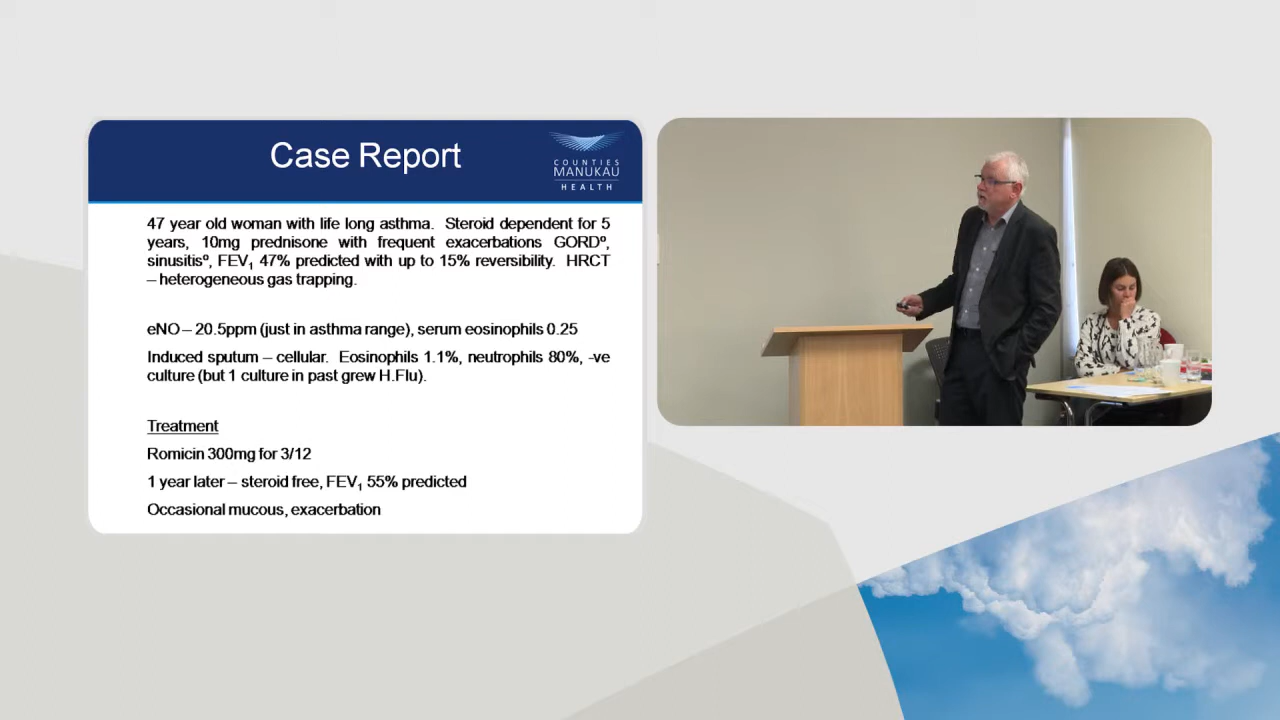 Case Report
COUNTIES
MANUKAU
HEALTH
47 year old woman with life long asthma. Steroid dependent for 5
years, 10mg prednisone with frequent exacerbations GORDº,
sinusitisº, FEV₁ 47% predicted with up to 15% reversibility. HRCT
– heterogeneous gas trapping.
eNO – 20.5ppm (just in asthma range), serum eosinophils 0.25
Induced sputum – cellular. Eosinophils 1.1%, neutrophils 80%, -ve
culture (but 1 culture in past grew H.Flu).
Treatment
Romicin 300mg for 3/12
1 year later – steroid free, FEV₁ 55% predicted
Occasional mucous, exacerbation